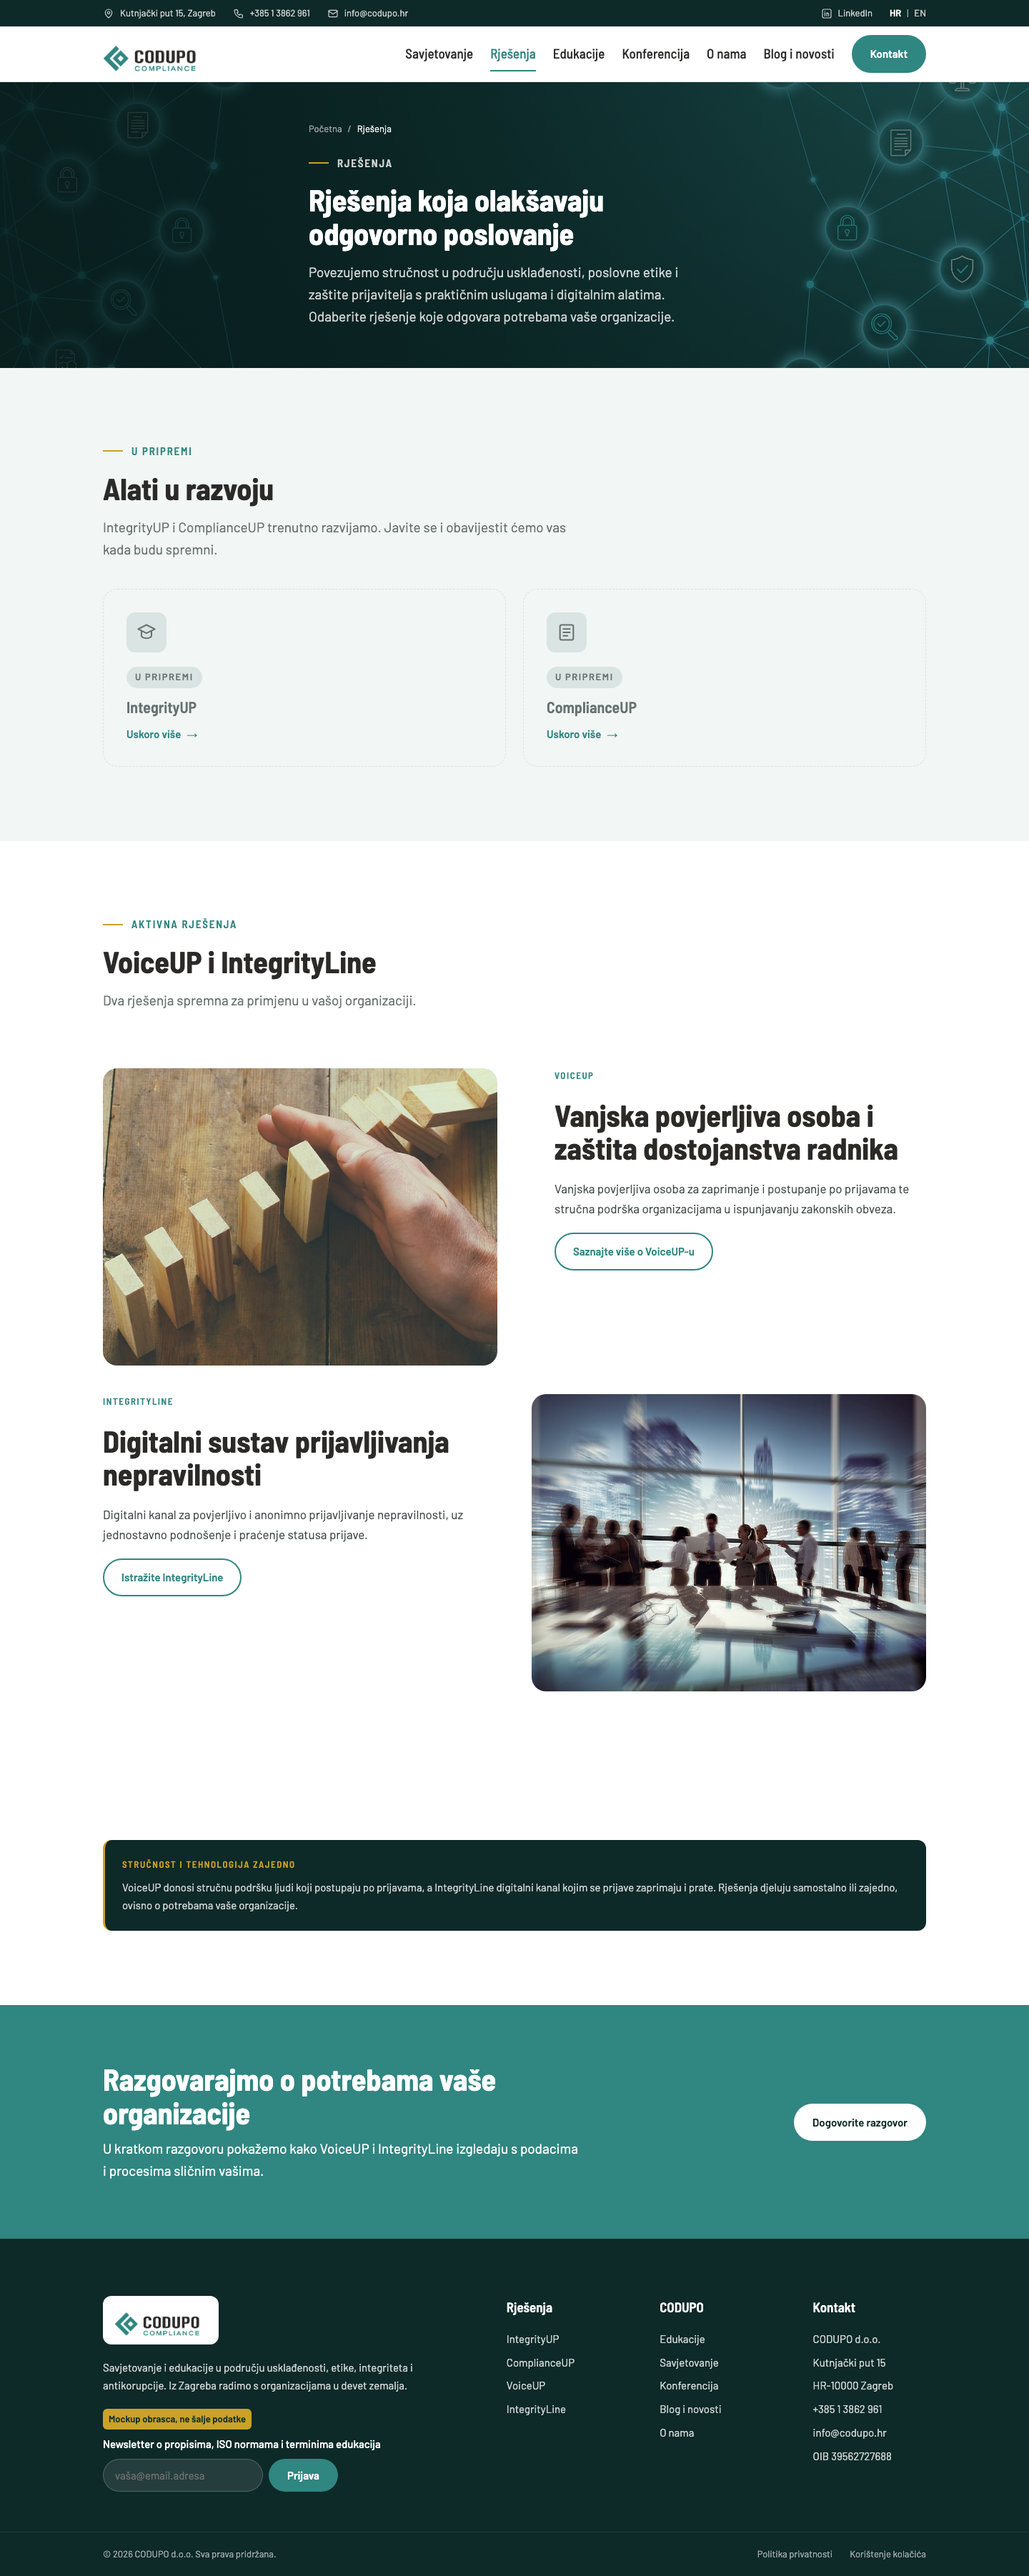 Kutnjački put 15, Zagreb
+385 1 3862 961
info@codupo.hr
LinkedIn
HR | EN
CODUPO
COMPLIANCE
Savjetovanje
Rješenja
Edukacije
Konferencija
O nama
Blog i novosti
Kontakt
Početna / Rješenja
RJEŠENJA
Rješenja koja olakšavaju
odgovorno poslovanje
Povezujemo stručnost u području usklađenosti, poslovne etike i
zaštite prijavitelja s praktičnim uslugama i digitalnim alatima.
Odaberite rješenje koje odgovara potrebama vaše organizacije.
U PRIPREMI
Alati u razvoju
IntegrityUP i ComplianceUP trenutno razvijamo. Javite se i obavijestit ćemo vas
kada budu spremni.
U PRIPREMI
IntegrityUP
Uskoro više →
U PRIPREMI
ComplianceUP
Uskoro više →
AKTIVNA RJEŠENJA
VoiceUP i IntegrityLine
Dva rješenja spremna za primjenu u vašoj organizaciji.
VOICEUP
Vanjska povjerljiva osoba i
zaštita dostojanstva radnika
Vanjska povjerljiva osoba za zaprimanje i postupanje po prijavama te
stručna podrška organizacijama u ispunjavanju zakonskih obveza.
Saznajte više o VoiceUP-u
INTEGRITYLINE
Digitalni sustav prijavljivanja
nepravilnosti
Digitalni kanal za povjerljivo i anonimno prijavljivanje nepravilnosti, uz
jednostavno podnošenje i praćenje statusa prijave.
Istražite IntegrityLine
STRUČNOST I TEHNOLOGIJA ZAJEDNO
VoiceUP donosi stručnu podršku ljudi koji postupaju po prijavama, a IntegrityLine digitalni kanal kojim se prijave zaprimaju i prate. Rješenja djeluju samostalno ili zajedno,
ovisno o potrebama vaše organizacije.
Razgovarajmo o potrebama vaše
organizacije
U kratkom razgovoru pokažemo kako VoiceUP i IntegrityLine izgledaju s podacima
i procesima sličnim vašima.
Dogovorite razgovor
CODUPO
COMPLIANCE
Savjetovanje i edukacije u području usklađenosti, etike, integriteta i
antikorupcije. Iz Zagreba radimo s organizacijama u devet zemalja.
Mockup obrasca, ne šalje podatke
Newsletter o propisima, ISO normama i terminima edukacija
vaša@email.adresa
Prijava
Rješenja
IntegrityUP
ComplianceUP
VoiceUP
IntegrityLine
CODUPO
Edukacije
Savjetovanje
Konferencija
Blog i novosti
O nama
Kontakt
CODUPO d.o.o.
Kutnjački put 15
HR-10000 Zagreb
+385 1 3862 961
info@codupo.hr
OIB 39562727688
© 2026 CODUPO d.o.o. Sva prava pridržana.
Politika privatnosti
Korištenje kolačića